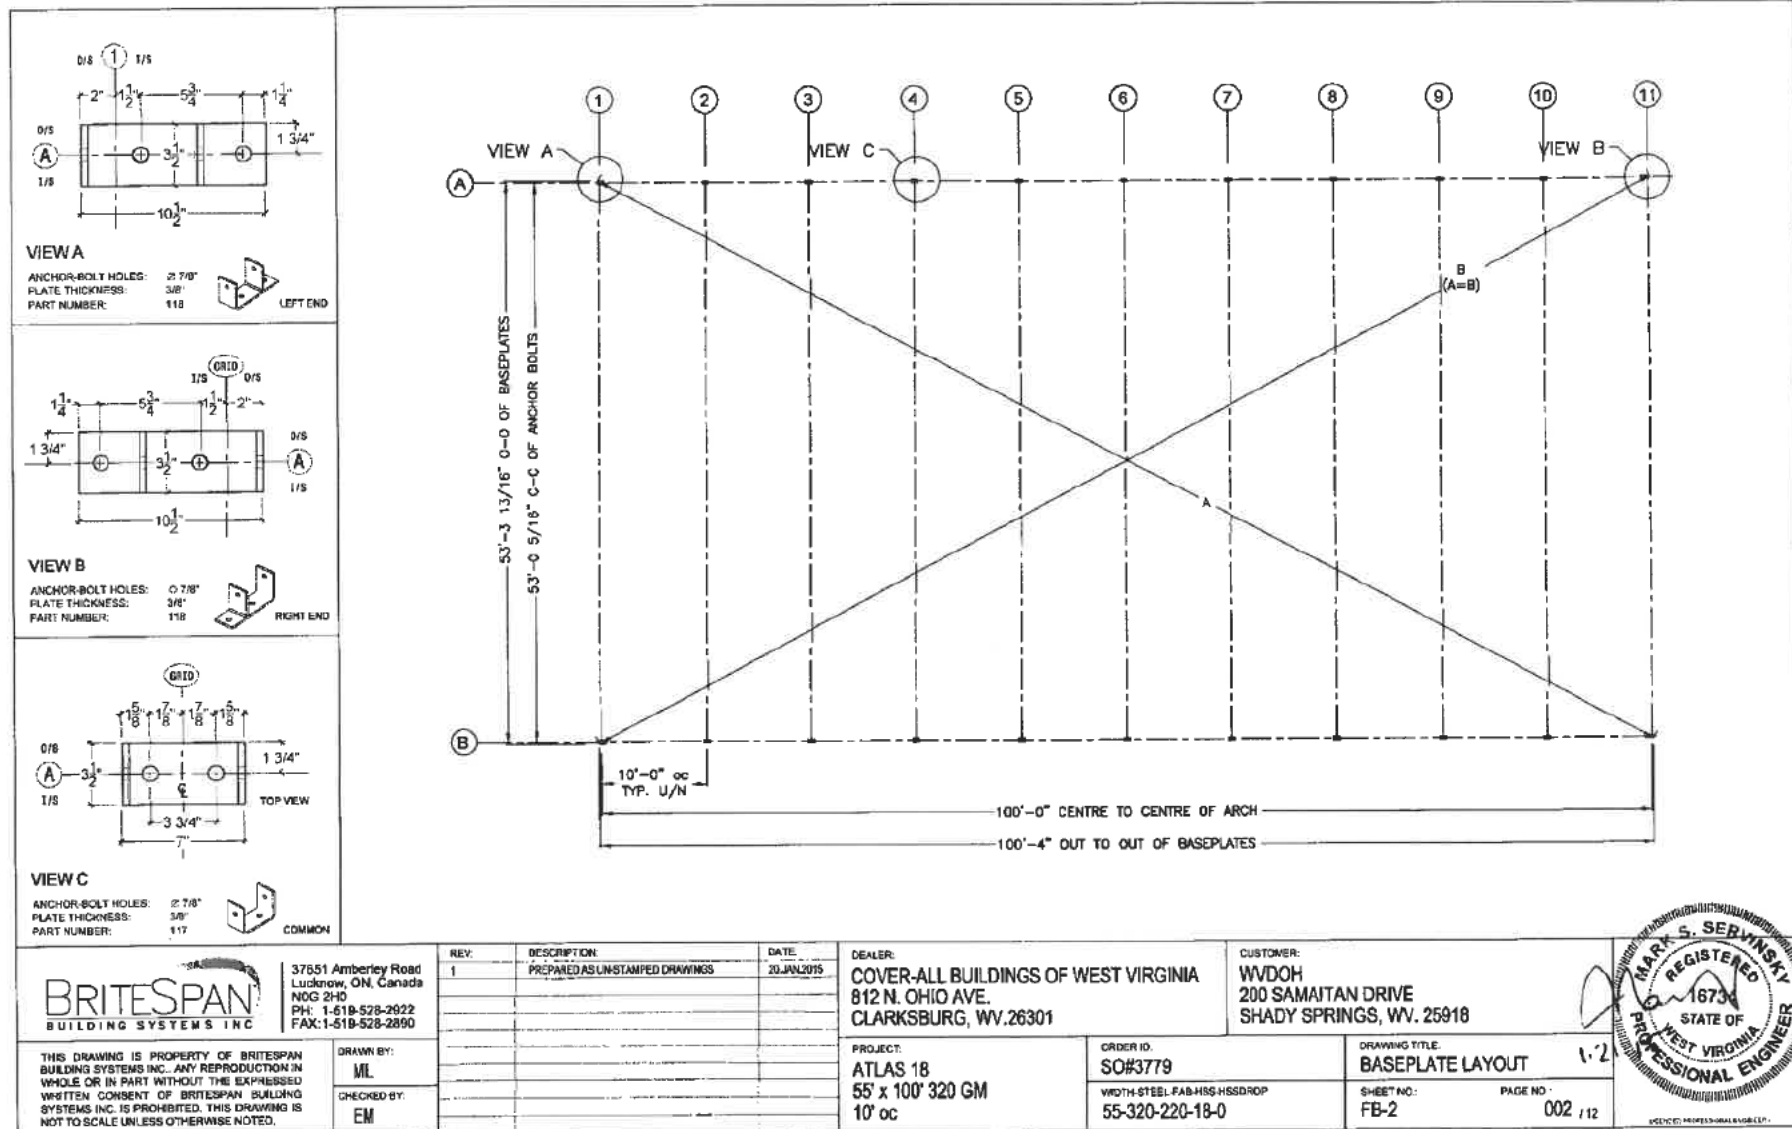 O/S 1 I/S
2" 1 1/2" 5 3/4" 1 1/4"
O/S
A
I/S
3 1/2"
1 3/4"
10 1/2"
VIEW A
ANCHOR-BOLT HOLES: Ø 7/8"
PLATE THICKNESS: 3/8"
PART NUMBER: 118
LEFT END
GRID
I/S O/S
1 1/4" 5 3/4" 1 1/2" 2"
1 3/4"
3 1/2"
O/S
A
I/S
10 1/2"
VIEW B
ANCHOR-BOLT HOLES: Ø 7/8"
PLATE THICKNESS: 3/8"
PART NUMBER: 118
RIGHT END
GRID
1 5/8" 1 7/8" 1 7/8" 1 5/8"
O/S
A
I/S
3 1/2"
1 3/4"
℄
TOP VIEW
3 3/4"
7"
VIEW C
ANCHOR-BOLT HOLES: Ø 7/8"
PLATE THICKNESS: 3/8"
PART NUMBER: 117
COMMON
1 2 3 4 5 6 7 8 9 10 11
VIEW A VIEW C VIEW B
A
B
(A=B)
53'-3 13/16" O-O OF BASEPLATES
53'-0 5/16" C-C OF ANCHOR BOLTS
A
B
10'-0" oc
TYP. U/N
100'-0" CENTRE TO CENTRE OF ARCH
100'-4" OUT TO OUT OF BASEPLATES
BRITESPAN
BUILDING SYSTEMS INC
37651 Amberley Road
Lucknow, ON, Canada
N0G 2H0
PH: 1-519-528-2922
FAX:1-519-528-2890
THIS DRAWING IS PROPERTY OF BRITESPAN
BUILDING SYSTEMS INC.. ANY REPRODUCTION IN
WHOLE OR IN PART WITHOUT THE EXPRESSED
WRITTEN CONSENT OF BRITESPAN BUILDING
SYSTEMS INC. IS PROHIBITED. THIS DRAWING IS
NOT TO SCALE UNLESS OTHERWISE NOTED.
DRAWN BY:
ML
CHECKED BY:
EM
REV: DESCRIPTION: DATE
1 PREPARED AS UN-STAMPED DRAWINGS 20.JAN.2015
DEALER:
COVER-ALL BUILDINGS OF WEST VIRGINIA
812 N. OHIO AVE.
CLARKSBURG, WV.26301
CUSTOMER:
WVDOH
200 SAMAITAN DRIVE
SHADY SPRINGS, WV. 25918
PROJECT:
ATLAS 18
55' x 100' 320 GM
10' oc
ORDER ID.
SO#3779
WIDTH-STEEL-FAB-HSS-HSSDROP
55-320-220-18-0
DRAWING TITLE.
BASEPLATE LAYOUT
SHEET NO.:
FB-2
PAGE NO:
002 /12
MARK S. SERVINSKY
REGISTERED
1673
STATE OF
WEST VIRGINIA
PROFESSIONAL ENGINEER
1.21